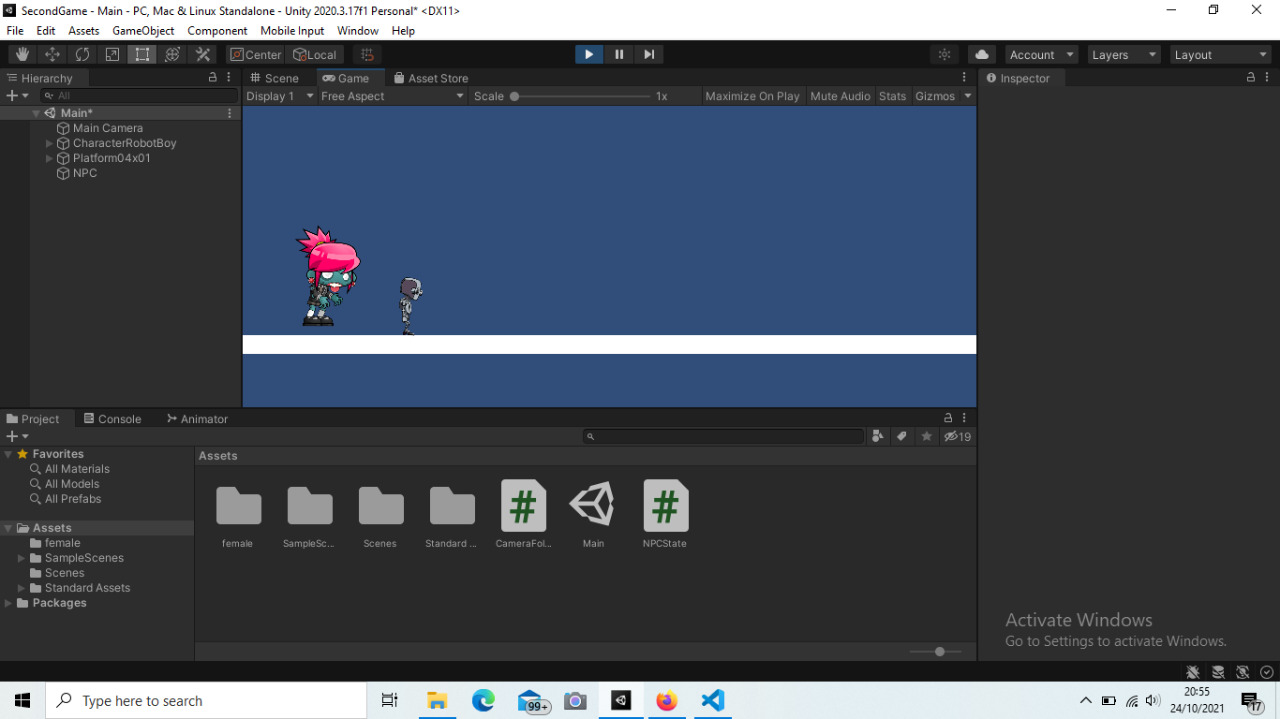 SecondGame - Main - PC, Mac & Linux Standalone - Unity 2020.3.17f1 Personal* <DX11>
File Edit Assets GameObject Component Mobile Input Window Help
Center Local Account Layers Layout
Hierarchy Scene Game Asset Store Inspector
All Display 1 Free Aspect Scale 1x Maximize On Play Mute Audio Stats Gizmos
Main*
Main Camera
CharacterRobotBoy
Platform04x01
NPC
Project Console Animator
19
Favorites
All Materials
All Models
All Prefabs
Assets
female
SampleScenes
Scenes
Standard Assets
Packages
Assets
female SampleSc... Scenes Standard ... CameraFol... Main NPCState
Activate Windows
Go to Settings to activate Windows.
Type here to search
99+
20:55
24/10/2021
17